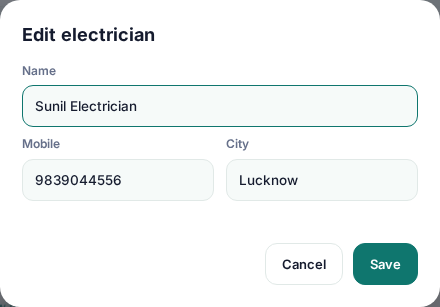 Edit electrician
Name
Sunil Electrician
Mobile City
9839044556 Lucknow
Cancel Save